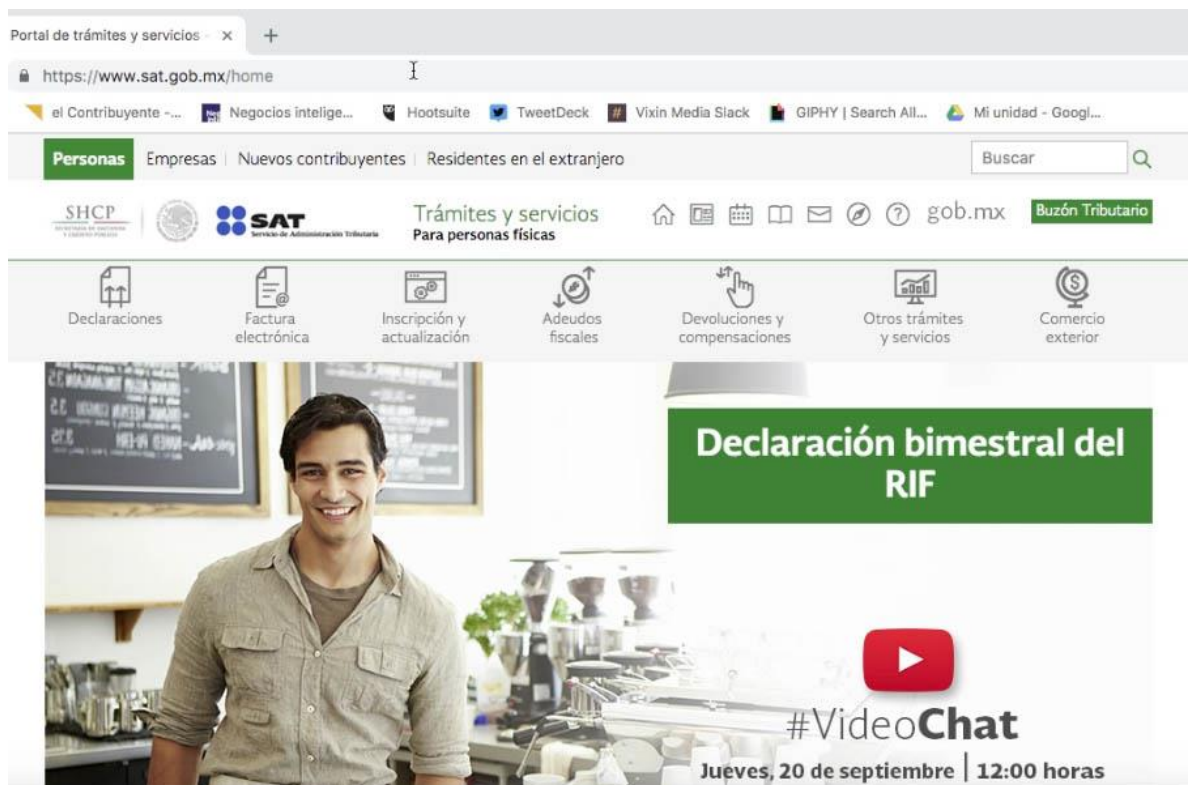 Portal de trámites y servicios -
https://www.sat.gob.mx/home
el Contribuyente -...
Negocios intelige...
Hootsuite
TweetDeck
Vixin Media Slack
GIPHY | Search All...
Mi unidad - Googl...
Personas
Empresas
Nuevos contribuyentes
Residentes en el extranjero
Buscar
SHCP
SAT
Servicio de Administración Tributaria
Trámites y servicios
Para personas físicas
gob.mx
Buzón Tributario
Declaraciones
Factura
electrónica
Inscripción y
actualización
Adeudos
fiscales
Devoluciones y
compensaciones
Otros trámites
y servicios
Comercio
exterior
Declaración bimestral del
RIF
#VideoChat
Jueves, 20 de septiembre | 12:00 horas